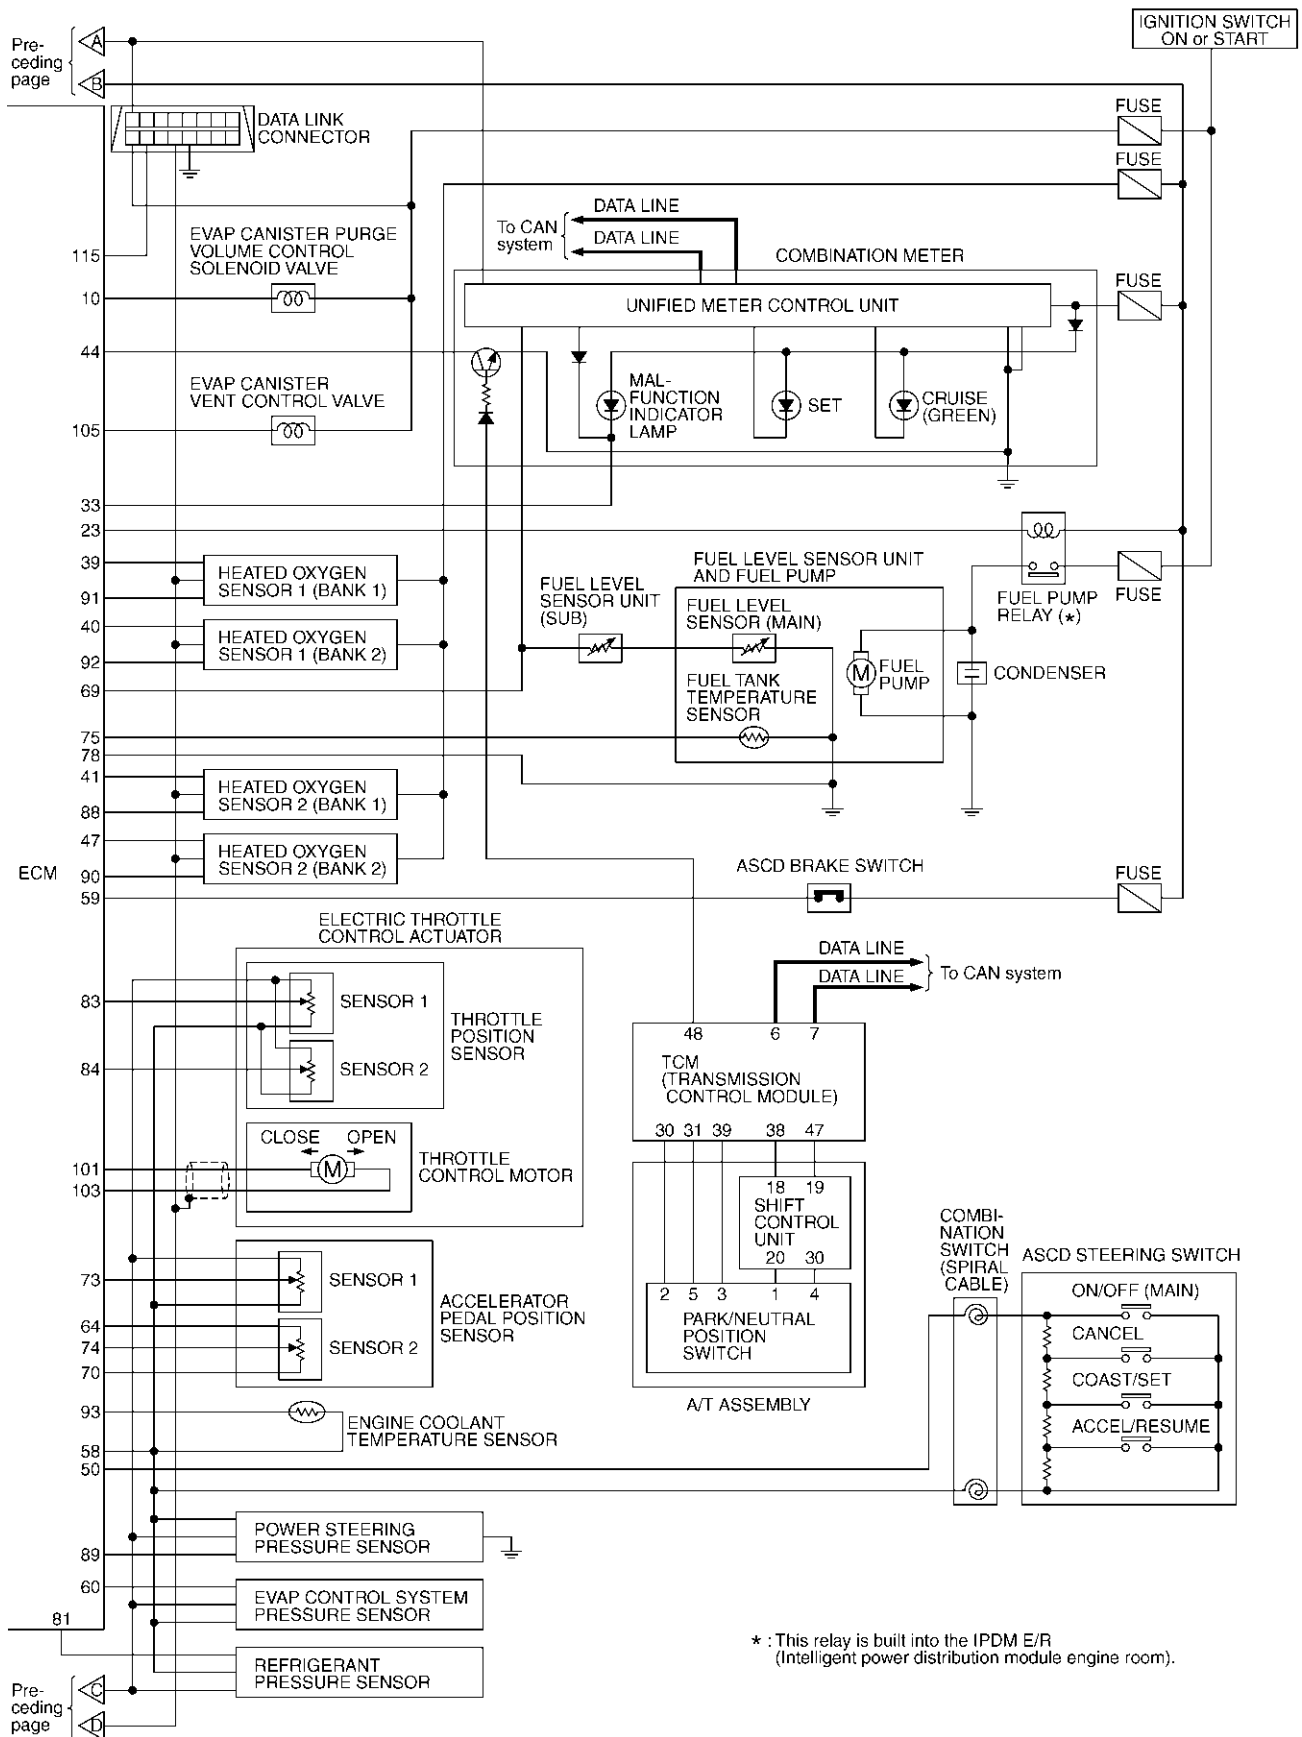 IGNITION SWITCH
ON or START
Pre-
ceding
page
A
B
DATA LINK
CONNECTOR
FUSE
FUSE
DATA LINE
To CAN
system
DATA LINE
COMBINATION METER
EVAP CANISTER PURGE
VOLUME CONTROL
SOLENOID VALVE
115
10
UNIFIED METER CONTROL UNIT
FUSE
44
EVAP CANISTER
VENT CONTROL VALVE
105
MAL-
FUNCTION
INDICATOR
LAMP
SET
CRUISE
(GREEN)
33
23
39
HEATED OXYGEN
SENSOR 1 (BANK 1)
91
40
HEATED OXYGEN
SENSOR 1 (BANK 2)
92
69
FUEL LEVEL
SENSOR UNIT
(SUB)
FUEL LEVEL SENSOR UNIT
AND FUEL PUMP
FUEL LEVEL
SENSOR (MAIN)
FUEL TANK
TEMPERATURE
SENSOR
M
FUEL
PUMP
FUEL PUMP
RELAY (*)
FUSE
CONDENSER
75
78
41
HEATED OXYGEN
SENSOR 2 (BANK 1)
88
47
HEATED OXYGEN
SENSOR 2 (BANK 2)
ECM
90
59
ASCD BRAKE SWITCH
FUSE
ELECTRIC THROTTLE
CONTROL ACTUATOR
83
SENSOR 1
THROTTLE
POSITION
SENSOR
84
SENSOR 2
DATA LINE
DATA LINE
To CAN system
48 6 7
TCM
(TRANSMISSION
CONTROL MODULE)
30 31 39 38 47
CLOSE OPEN
101
M
THROTTLE
CONTROL MOTOR
103
18 19
SHIFT
CONTROL
UNIT
20 30
2 5 3 1 4
PARK/NEUTRAL
POSITION
SWITCH
A/T ASSEMBLY
73
SENSOR 1
ACCELERATOR
PEDAL POSITION
SENSOR
64
74
SENSOR 2
70
COMBI-
NATION
SWITCH
(SPIRAL
CABLE)
ASCD STEERING SWITCH
ON/OFF (MAIN)
CANCEL
COAST/SET
ACCEL/RESUME
93
ENGINE COOLANT
TEMPERATURE SENSOR
58
50
POWER STEERING
PRESSURE SENSOR
89
60
EVAP CONTROL SYSTEM
PRESSURE SENSOR
81
REFRIGERANT
PRESSURE SENSOR
Pre-
ceding
page
C
D
* : This relay is built into the IPDM E/R
(Intelligent power distribution module engine room).